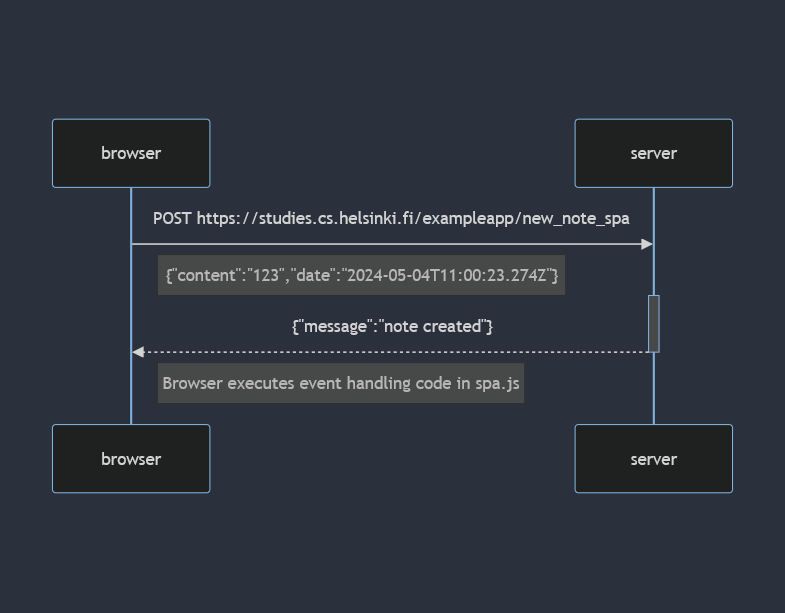 browser
server
POST https://studies.cs.helsinki.fi/exampleapp/new_note_spa
{"content":"123","date":"2024-05-04T11:00:23.274Z"}
{"message":"note created"}
Browser executes event handling code in spa.js
browser
server